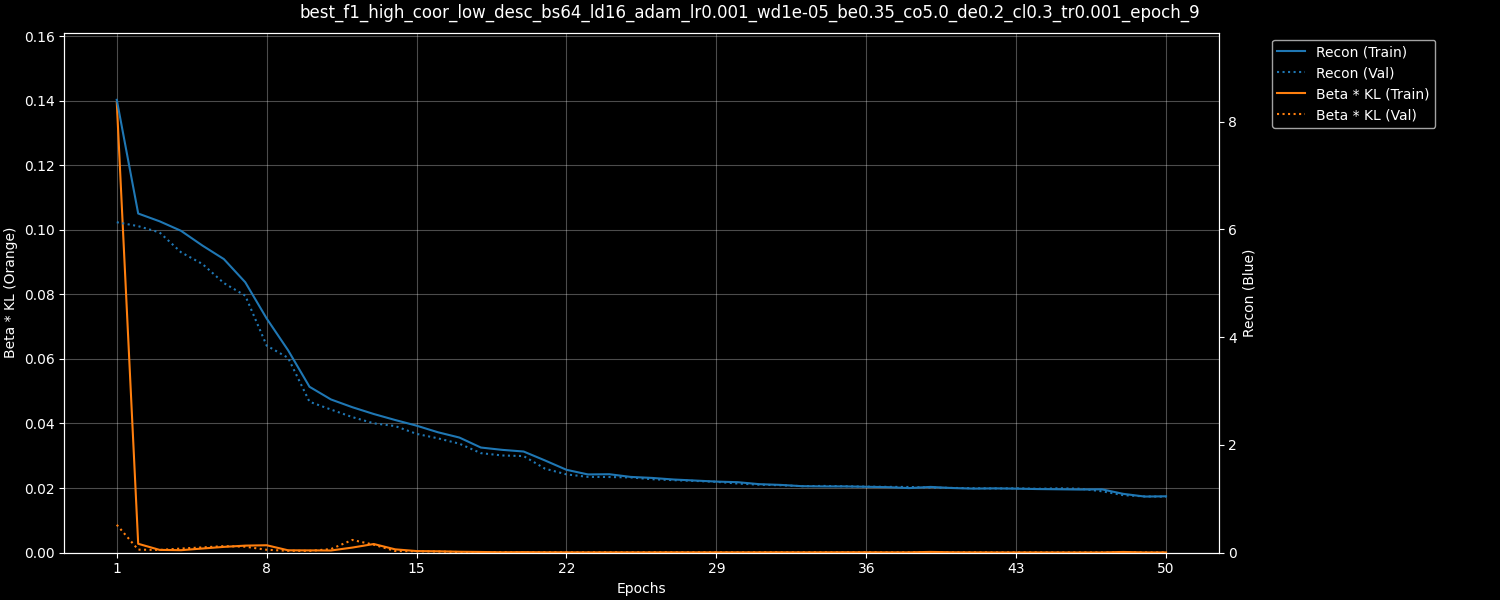 best_f1_high_coor_low_desc_bs64_ld16_adam_lr0.001_wd1e-05_be0.35_co5.0_de0.2_cl0.3_tr0.001_epoch_9
Recon (Train)
Recon (Val)
Beta * KL (Train)
Beta * KL (Val)
Beta * KL (Orange)
0.16
0.14
0.12
0.10
0.08
0.06
0.04
0.02
0.00
8
6
4
2
0
Recon (Blue)
1 8 15 22 29 36 43 50
Epochs